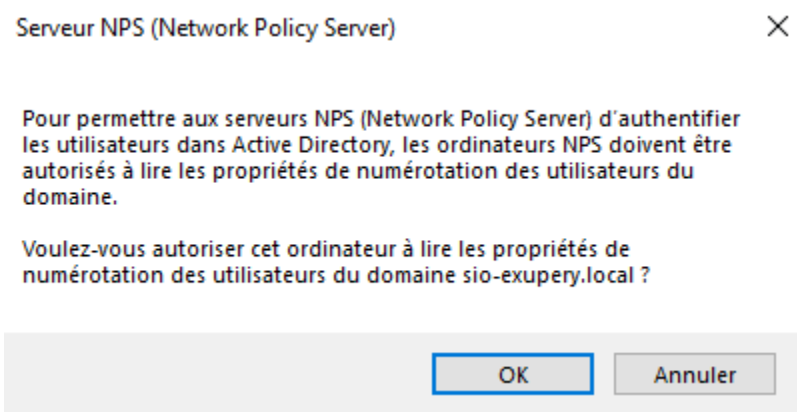 Serveur NPS (Network Policy Server)
Pour permettre aux serveurs NPS (Network Policy Server) d'authentifier
les utilisateurs dans Active Directory, les ordinateurs NPS doivent être
autorisés à lire les propriétés de numérotation des utilisateurs du
domaine.
Voulez-vous autoriser cet ordinateur à lire les propriétés de
numérotation des utilisateurs du domaine sio-exupery.local ?
OK
Annuler